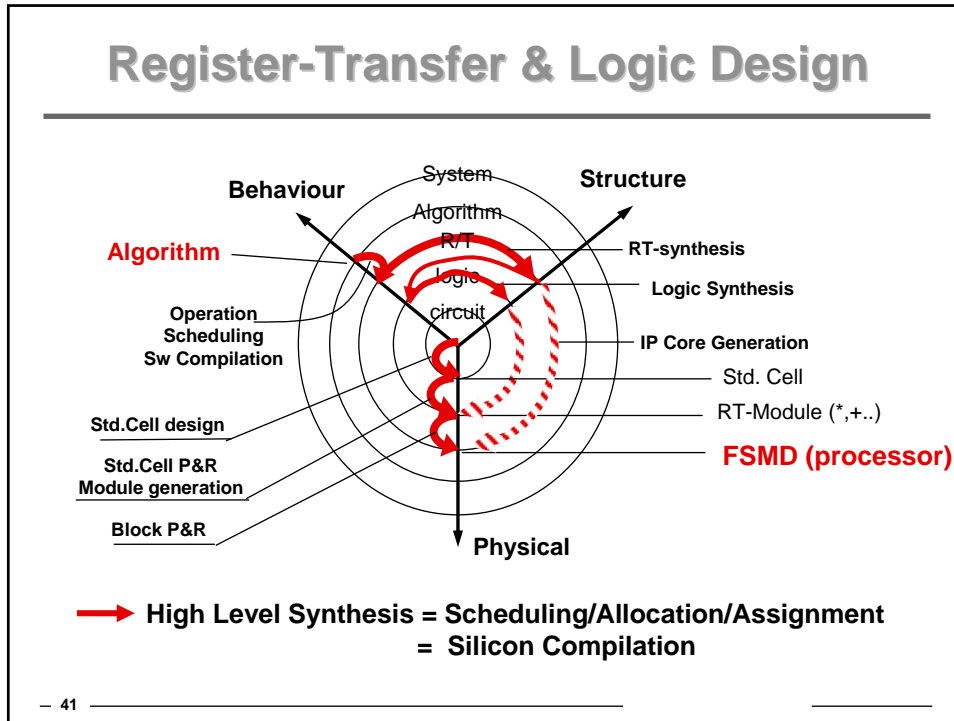 Register-Transfer & Logic Design
System
Behaviour
Structure
Algorithm
R/T
Algorithm
RT-synthesis
logic
Logic Synthesis
circuit
Operation
Scheduling
Sw Compilation
IP Core Generation
Std. Cell
RT-Module (*,+..)
Std.Cell design
FSMD (processor)
Std.Cell P&R
Module generation
Block P&R
Physical
High Level Synthesis = Scheduling/Allocation/Assignment
= Silicon Compilation
41